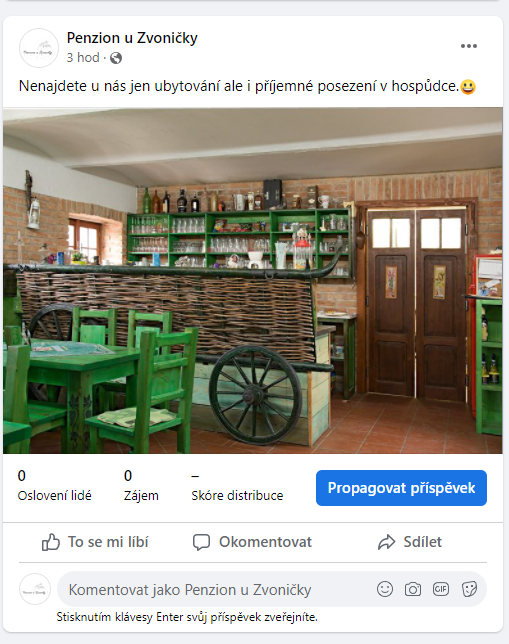 Penzion u Zvoničky
3 hod ·
Nenajdete u nás jen ubytování ale i příjemné posezení v hospůdce.😃
0
0
–
Oslovení lidé
Zájem
Skóre distribuce
Propagovat příspěvek
To se mi líbí
Okomentovat
Sdílet
Komentovat jako Penzion u Zvoničky
GIF
Stisknutím klávesy Enter svůj příspěvek zveřejníte.